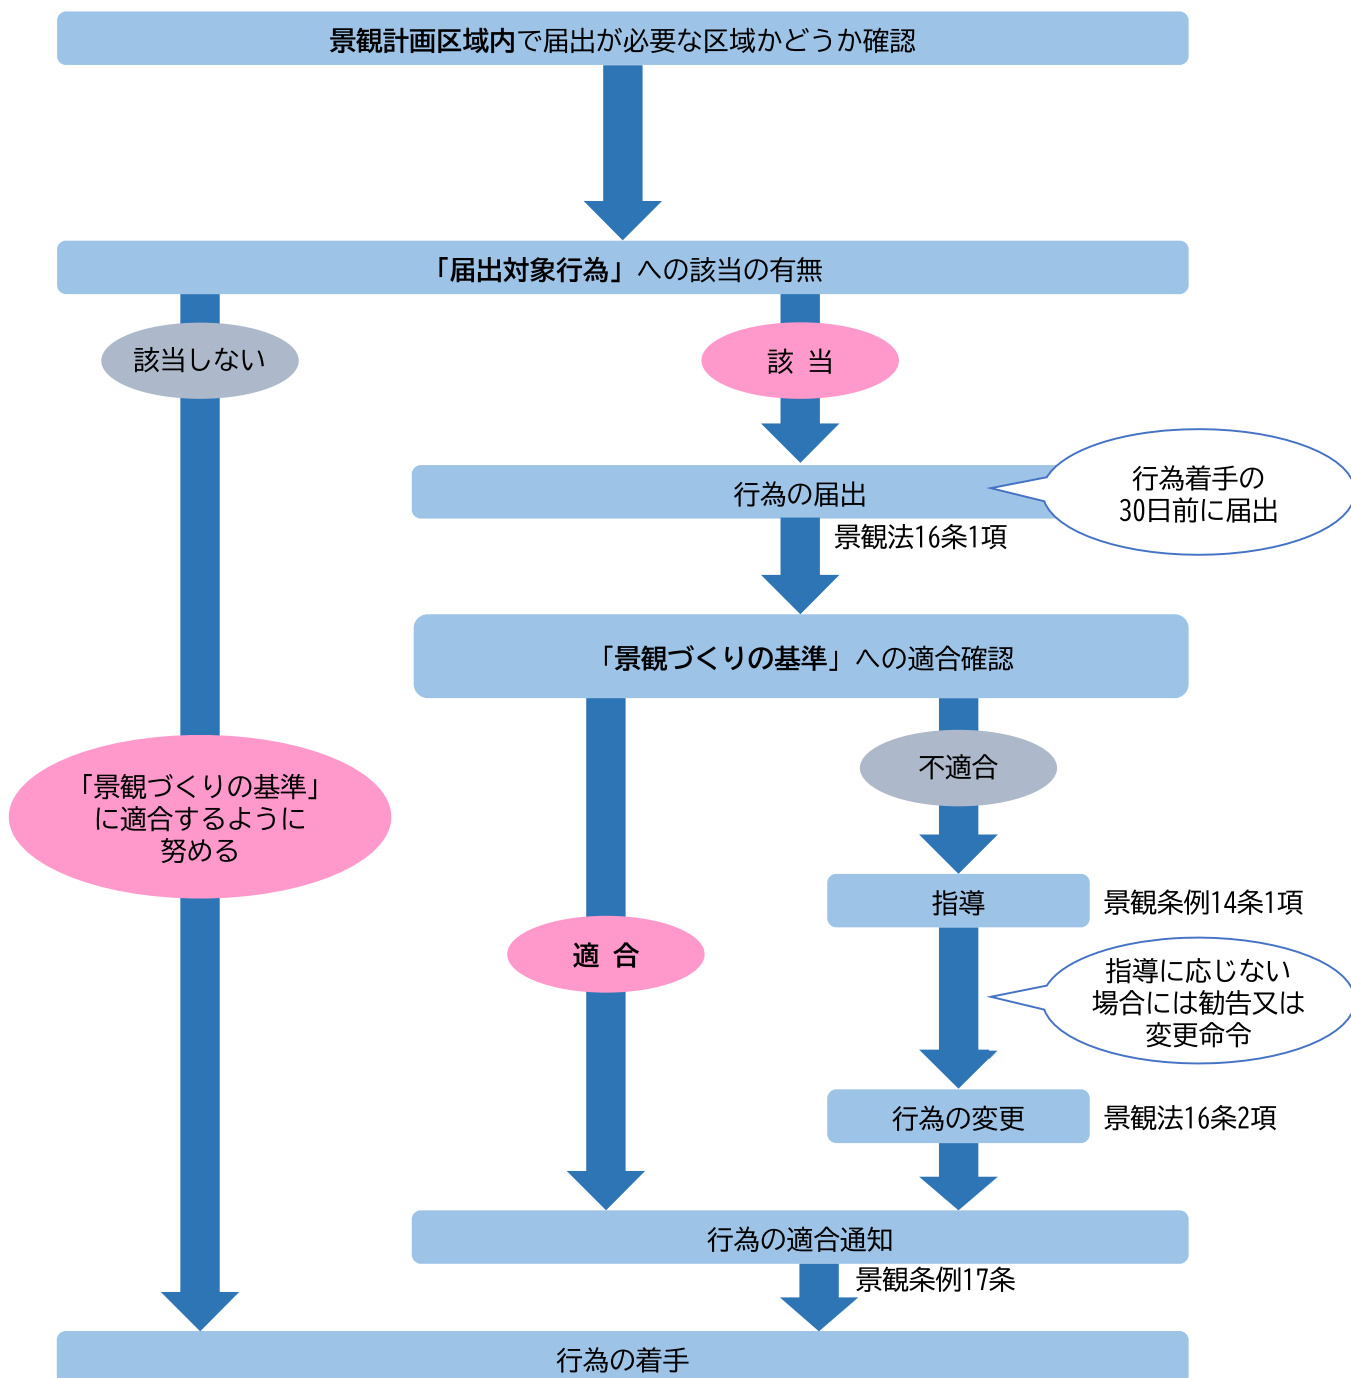 景観計画区域内で届出が必要な区域かどうか確認
「届出対象行為」への該当の有無
該当しない
該 当
行為の届出
行為着手の
30日前に届出
景観法16条1項
「景観づくりの基準」への適合確認
不適合
「景観づくりの基準」
に適合するように
努める
指導
景観条例14条1項
適 合
指導に応じない
場合には勧告又は
変更命令
行為の変更
景観法16条2項
行為の適合通知
景観条例17条
行為の着手